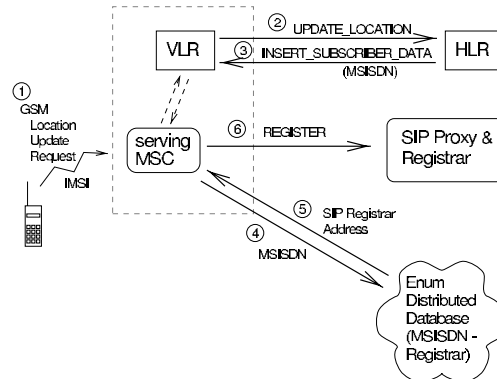 2 UPDATE_LOCATION
VLR
3 INSERT_SUBSCRIBER_DATA
(MSISDN)
HLR
1
GSM
Location
Update
Request
IMSI
serving
MSC
6 REGISTER
SIP Proxy &
Registrar
5 SIP Registrar
Address
4
MSISDN
Enum
Distributed
Database
(MSISDN -
Registrar)